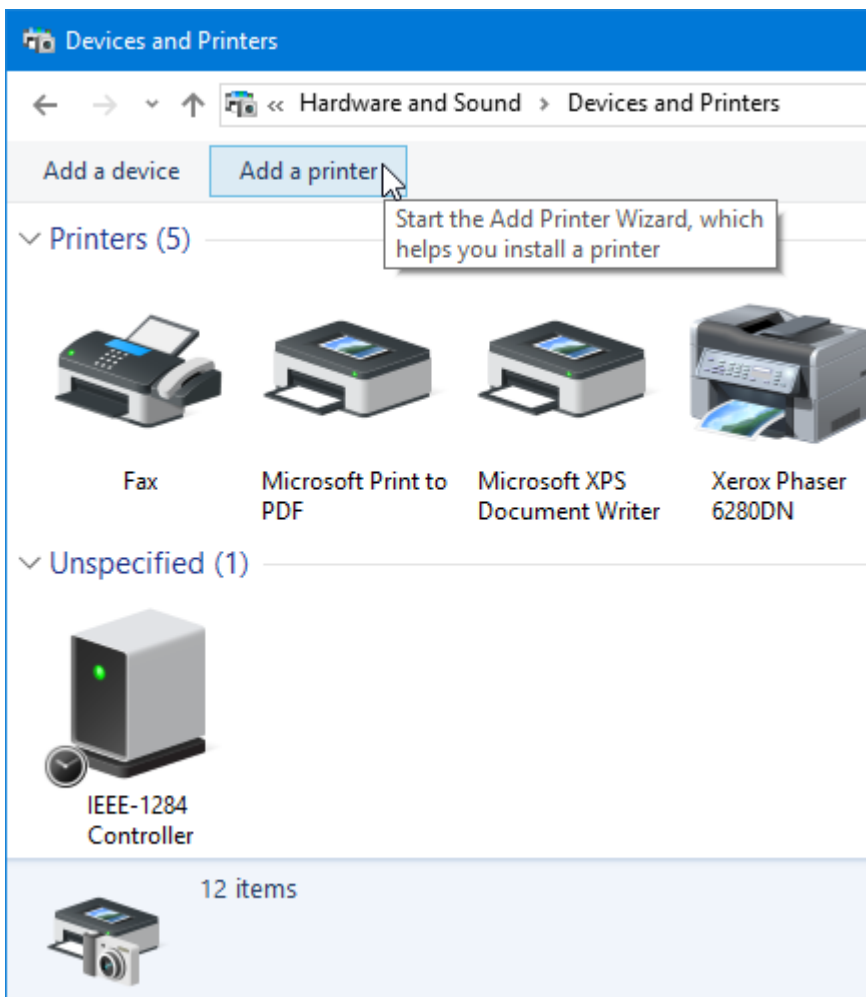 Devices and Printers
« Hardware and Sound > Devices and Printers
Add a device Add a printer
Start the Add Printer Wizard, which
helps you install a printer
Printers (5)
Fax
Microsoft Print to
PDF
Microsoft XPS
Document Writer
Xerox Phaser
6280DN
Unspecified (1)
IEEE-1284
Controller
12 items